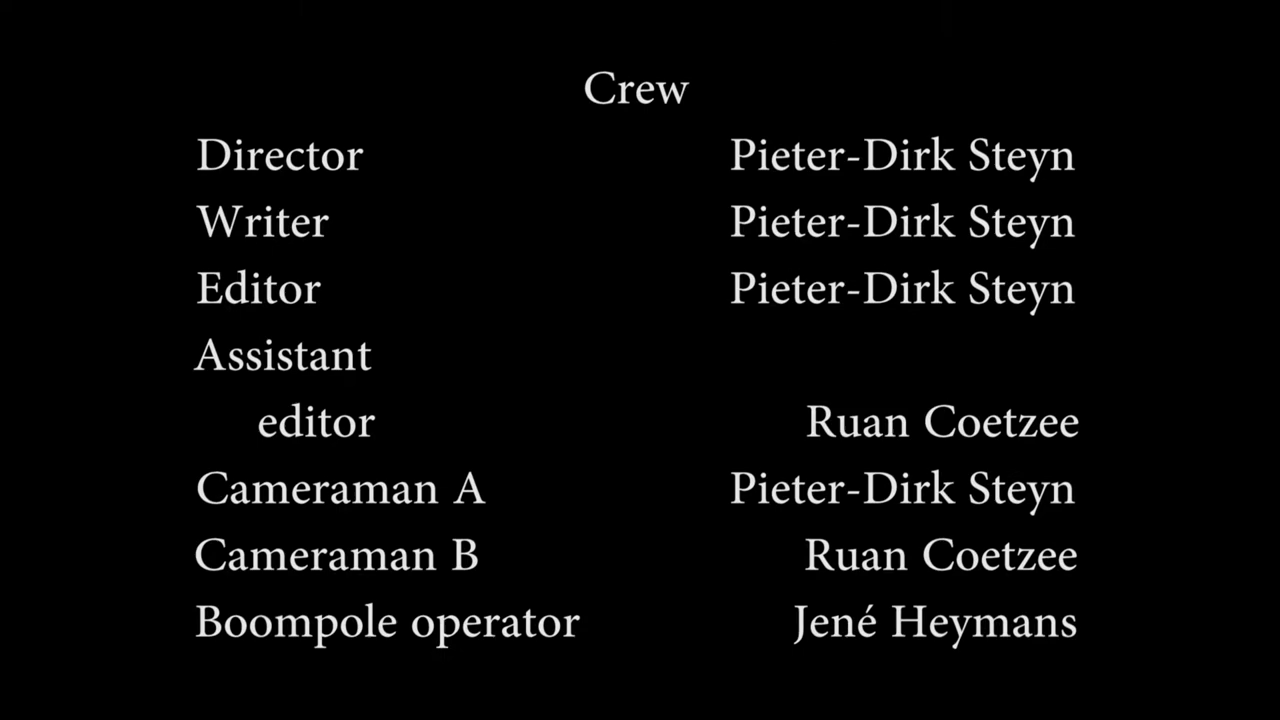 Crew
Director Pieter-Dirk Steyn
Writer Pieter-Dirk Steyn
Editor Pieter-Dirk Steyn
Assistant
editor Ruan Coetzee
Cameraman A Pieter-Dirk Steyn
Cameraman B Ruan Coetzee
Boompole operator Jené Heymans